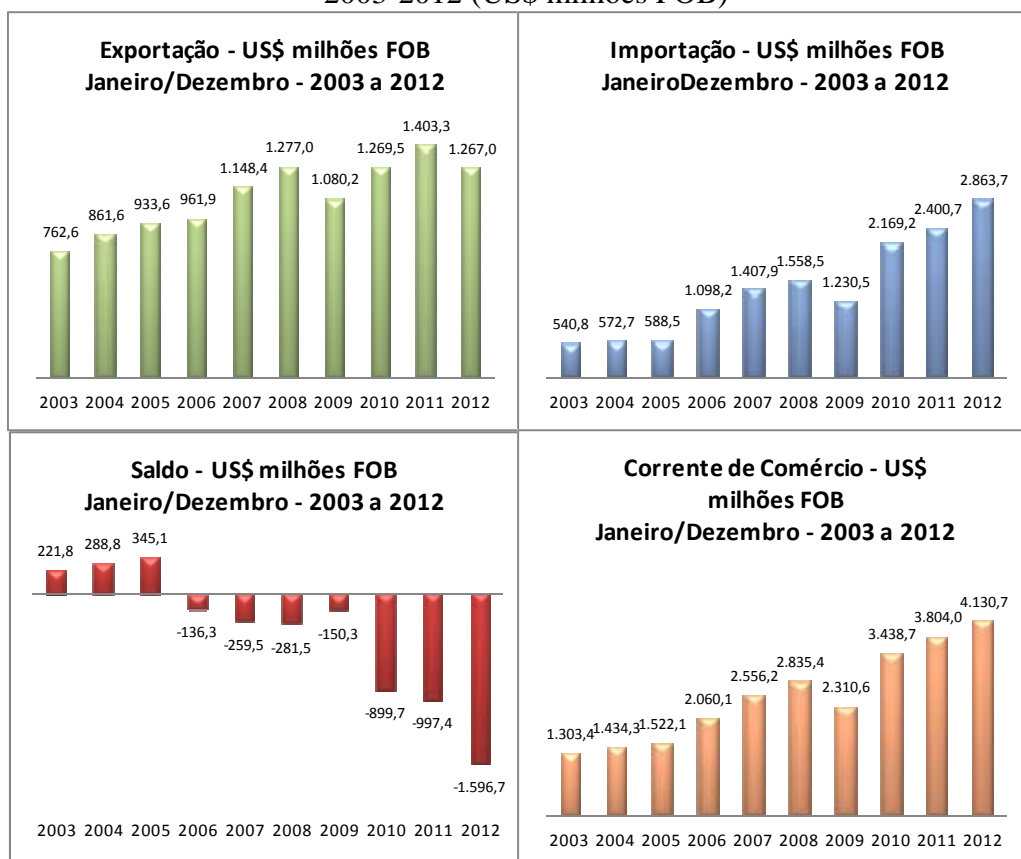 2003-2012 (US$ milhões FOB)
Exportação - US$ milhões FOB
Janeiro/Dezembro - 2003 a 2012
762,6
861,6
933,6
961,9
1.148,4
1.277,0
1.080,2
1.269,5
1.403,3
1.267,0
2003 2004 2005 2006 2007 2008 2009 2010 2011 2012
Importação - US$ milhões FOB
JaneiroDezembro - 2003 a 2012
540,8
572,7
588,5
1.098,2
1.407,9
1.558,5
1.230,5
2.169,2
2.400,7
2.863,7
2003 2004 2005 2006 2007 2008 2009 2010 2011 2012
Saldo - US$ milhões FOB
Janeiro/Dezembro - 2003 a 2012
221,8
288,8
345,1
-136,3
-259,5
-281,5
-150,3
-899,7
-997,4
-1.596,7
2003 2004 2005 2006 2007 2008 2009 2010 2011 2012
Corrente de Comércio - US$
milhões FOB
Janeiro/Dezembro - 2003 a 2012
1.303,4
1.434,3
1.522,1
2.060,1
2.556,2
2.835,4
2.310,6
3.438,7
3.804,0
4.130,7
2003 2004 2005 2006 2007 2008 2009 2010 2011 2012